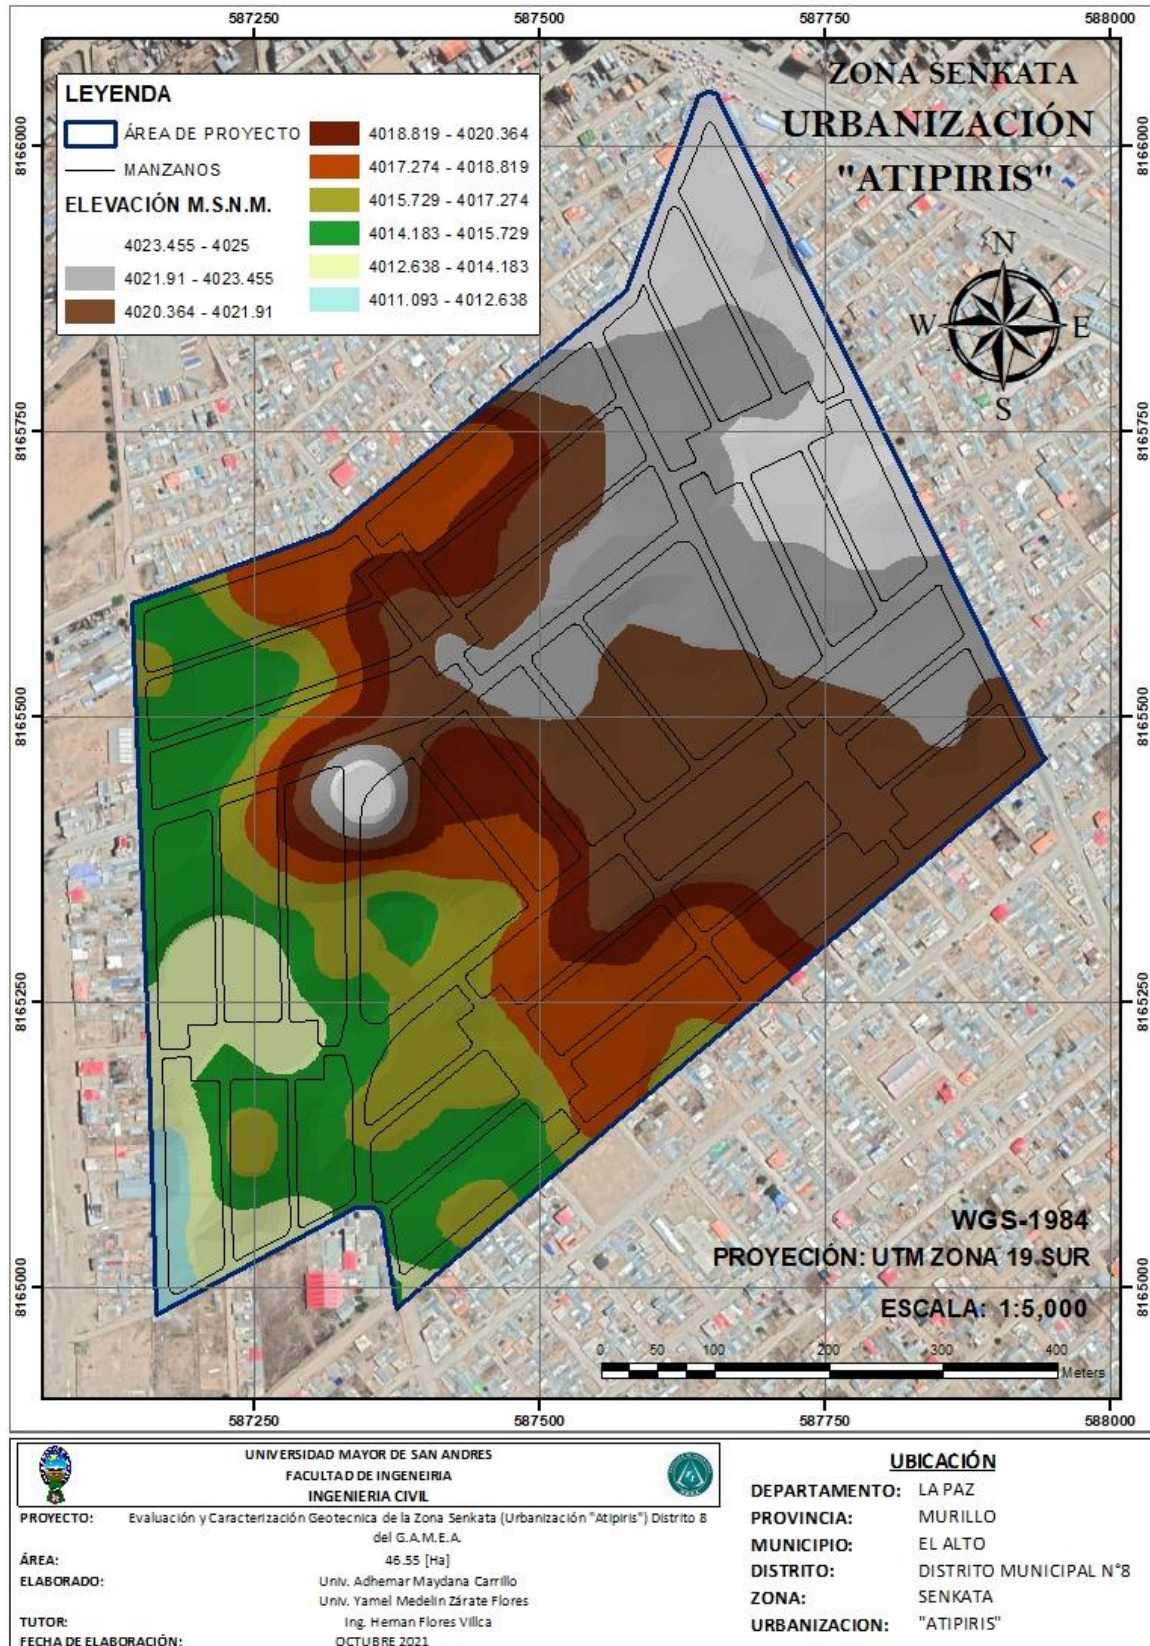 587250 587500 587750 588000
ZONA SENKATA
URBANIZACIÓN
"ATIPIRIS"
LEYENDA
ÁREA DE PROYECTO
MANZANOS
ELEVACIÓN M.S.N.M.
4023.455 - 4025
4021.91 - 4023.455
4020.364 - 4021.91
4018.819 - 4020.364
4017.274 - 4018.819
4015.729 - 4017.274
4014.183 - 4015.729
4012.638 - 4014.183
4011.093 - 4012.638
N
W E
S
8166000 8166000
8165750 8165750
8165500 8165500
8165250 8165250
8165000 8165000
WGS-1984
PROYECIÓN: UTM ZONA 19 SUR
ESCALA: 1:5,000
0 50 100 200 300 400
Meters
587250 587500 587750 588000
UNIVERSIDAD MAYOR DE SAN ANDRES
FACULTAD DE INGENEIRIA
INGENIERIA CIVIL
PROYECTO: Evaluación y Caracterización Geotecnica de la Zona Senkata (Urbanización "Atipiris") Distrito 8
del G.A.M.E.A.
ÁREA: 46.55 [Ha]
ELABORADO: Univ. Adhemar Maydana Carrillo
Univ. Yamel Medelin Zárate Flores
TUTOR: Ing. Hernan Flores Villca
FECHA DE ELABORACIÓN: OCTUBRE 2021
UBICACIÓN
DEPARTAMENTO: LA PAZ
PROVINCIA: MURILLO
MUNICIPIO: EL ALTO
DISTRITO: DISTRITO MUNICIPAL N°8
ZONA: SENKATA
URBANIZACION: "ATIPIRIS"